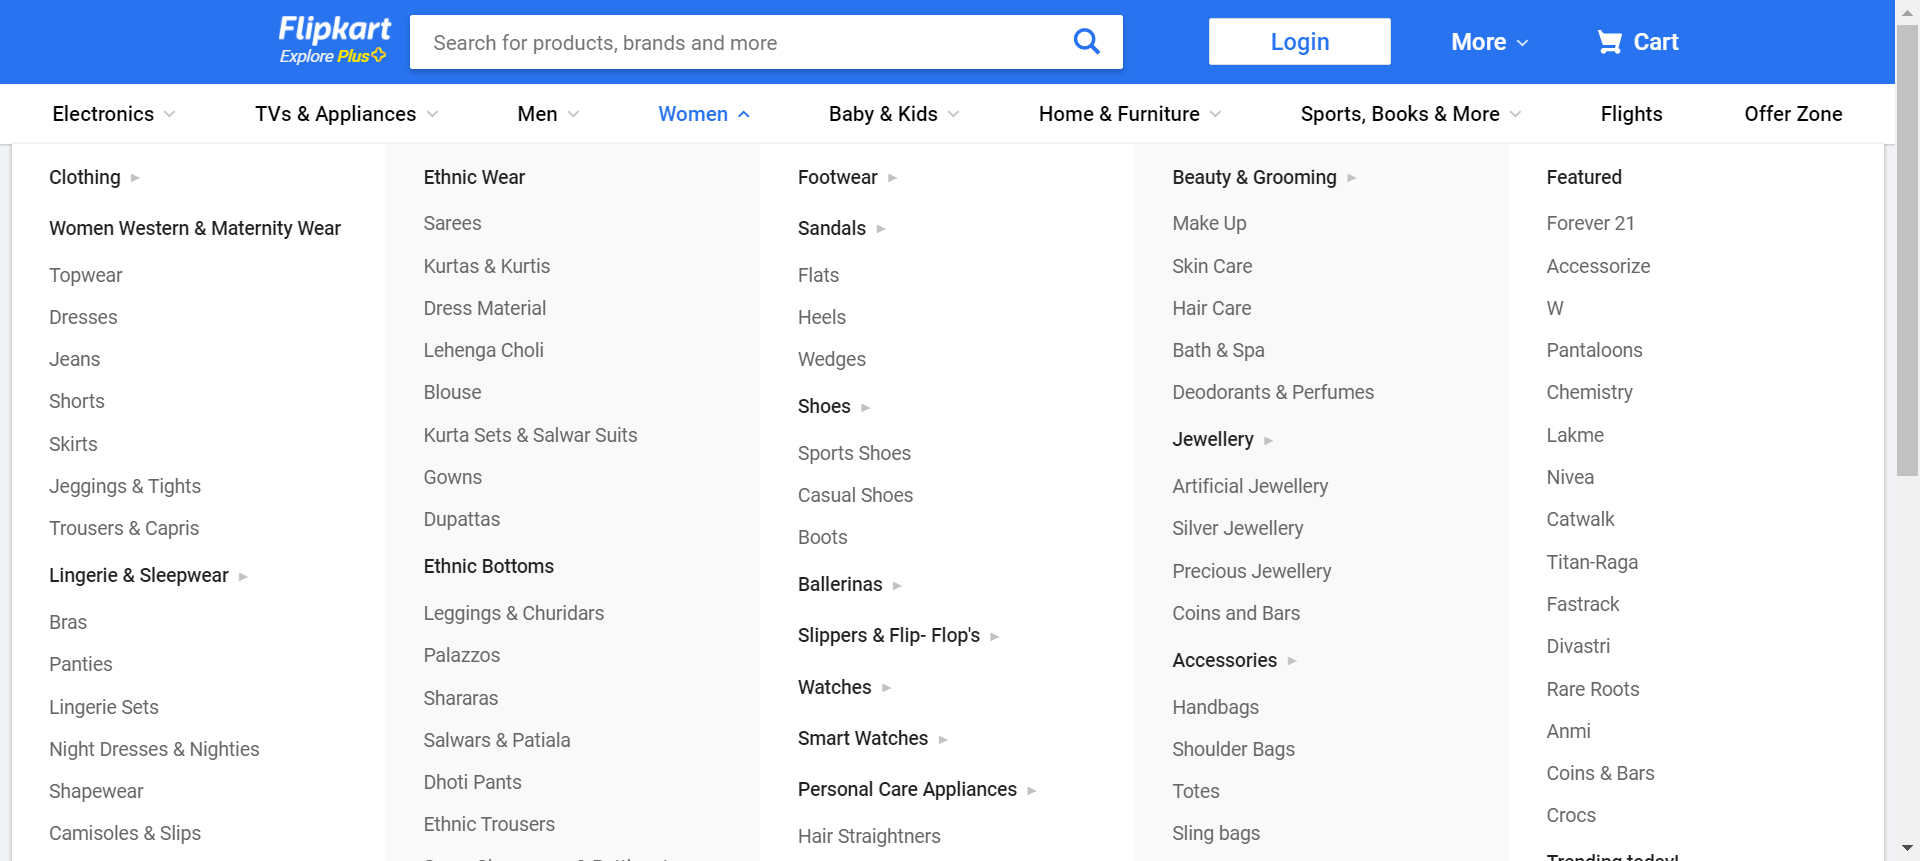 Flipkart
Explore Plus
Search for products, brands and more
Login
More
Cart
Electronics
TVs & Appliances
Men
Women
Baby & Kids
Home & Furniture
Sports, Books & More
Flights
Offer Zone
Clothing
Women Western & Maternity Wear
Topwear
Dresses
Jeans
Shorts
Skirts
Jeggings & Tights
Trousers & Capris
Lingerie & Sleepwear
Bras
Panties
Lingerie Sets
Night Dresses & Nighties
Shapewear
Camisoles & Slips
Ethnic Wear
Sarees
Kurtas & Kurtis
Dress Material
Lehenga Choli
Blouse
Kurta Sets & Salwar Suits
Gowns
Dupattas
Ethnic Bottoms
Leggings & Churidars
Palazzos
Shararas
Salwars & Patiala
Dhoti Pants
Ethnic Trousers
Footwear
Sandals
Flats
Heels
Wedges
Shoes
Sports Shoes
Casual Shoes
Boots
Ballerinas
Slippers & Flip- Flop's
Watches
Smart Watches
Personal Care Appliances
Hair Straightners
Beauty & Grooming
Make Up
Skin Care
Hair Care
Bath & Spa
Deodorants & Perfumes
Jewellery
Artificial Jewellery
Silver Jewellery
Precious Jewellery
Coins and Bars
Accessories
Handbags
Shoulder Bags
Totes
Sling bags
Featured
Forever 21
Accessorize
W
Pantaloons
Chemistry
Lakme
Nivea
Catwalk
Titan-Raga
Fastrack
Divastri
Rare Roots
Anmi
Coins & Bars
Crocs
Trending today!